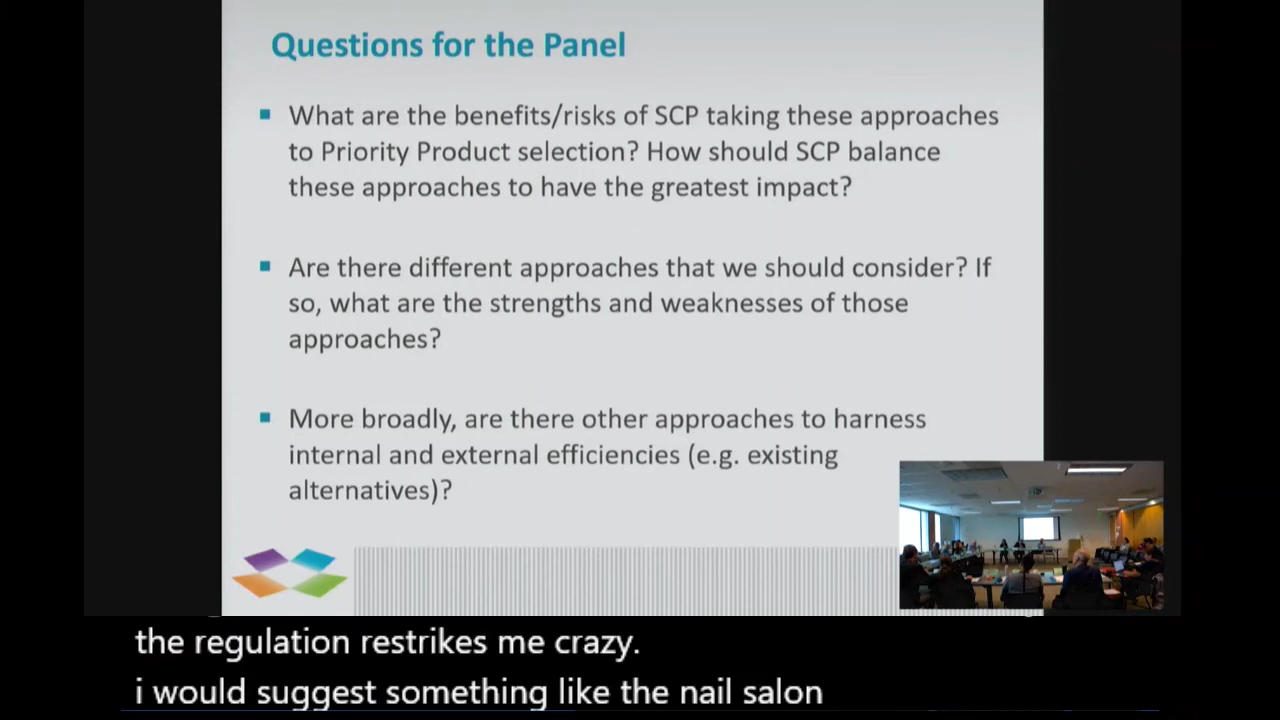 Questions for the Panel
What are the benefits/risks of SCP taking these approaches
to Priority Product selection? How should SCP balance
these approaches to have the greatest impact?
Are there different approaches that we should consider? If
so, what are the strengths and weaknesses of those
approaches?
More broadly, are there other approaches to harness
internal and external efficiencies (e.g. existing
alternatives)?
the regulation restrikes me crazy.
i would suggest something like the nail salon